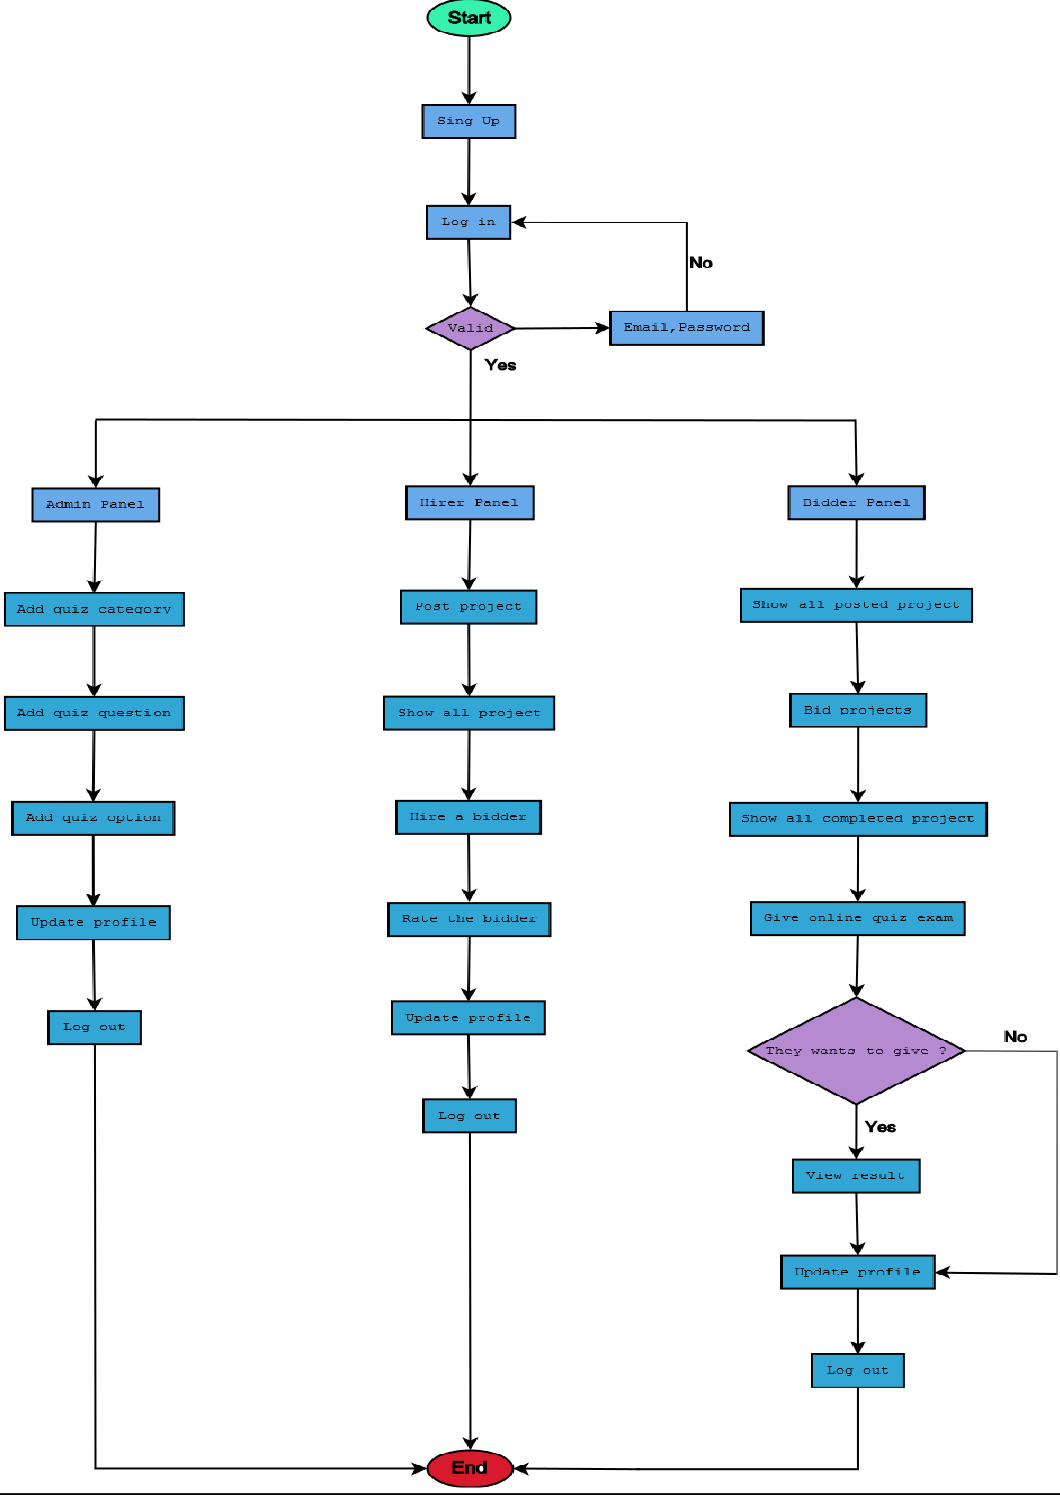 Start
Sing Up
Log in
No
Valid
Email,Password
Yes
Admin Panel
Hirer Panel
Bidder Panel
Add quiz category
Post project
Show all posted project
Add quiz question
Show all project
Bid projects
Add quiz option
Hire a bidder
Show all completed project
Update profile
Rate the bidder
Give online quiz exam
Log out
Update profile
They wants to give ?
No
Log out
Yes
View result
Update profile
Log out
End